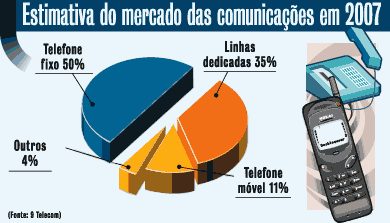 Estimativa do mercado das comunicações em 2007
Telefone
fixo 50%
Linhas
dedicadas 35%
Outros
4%
Telefone
móvel 11%
(Fonte: 9 Telecom)